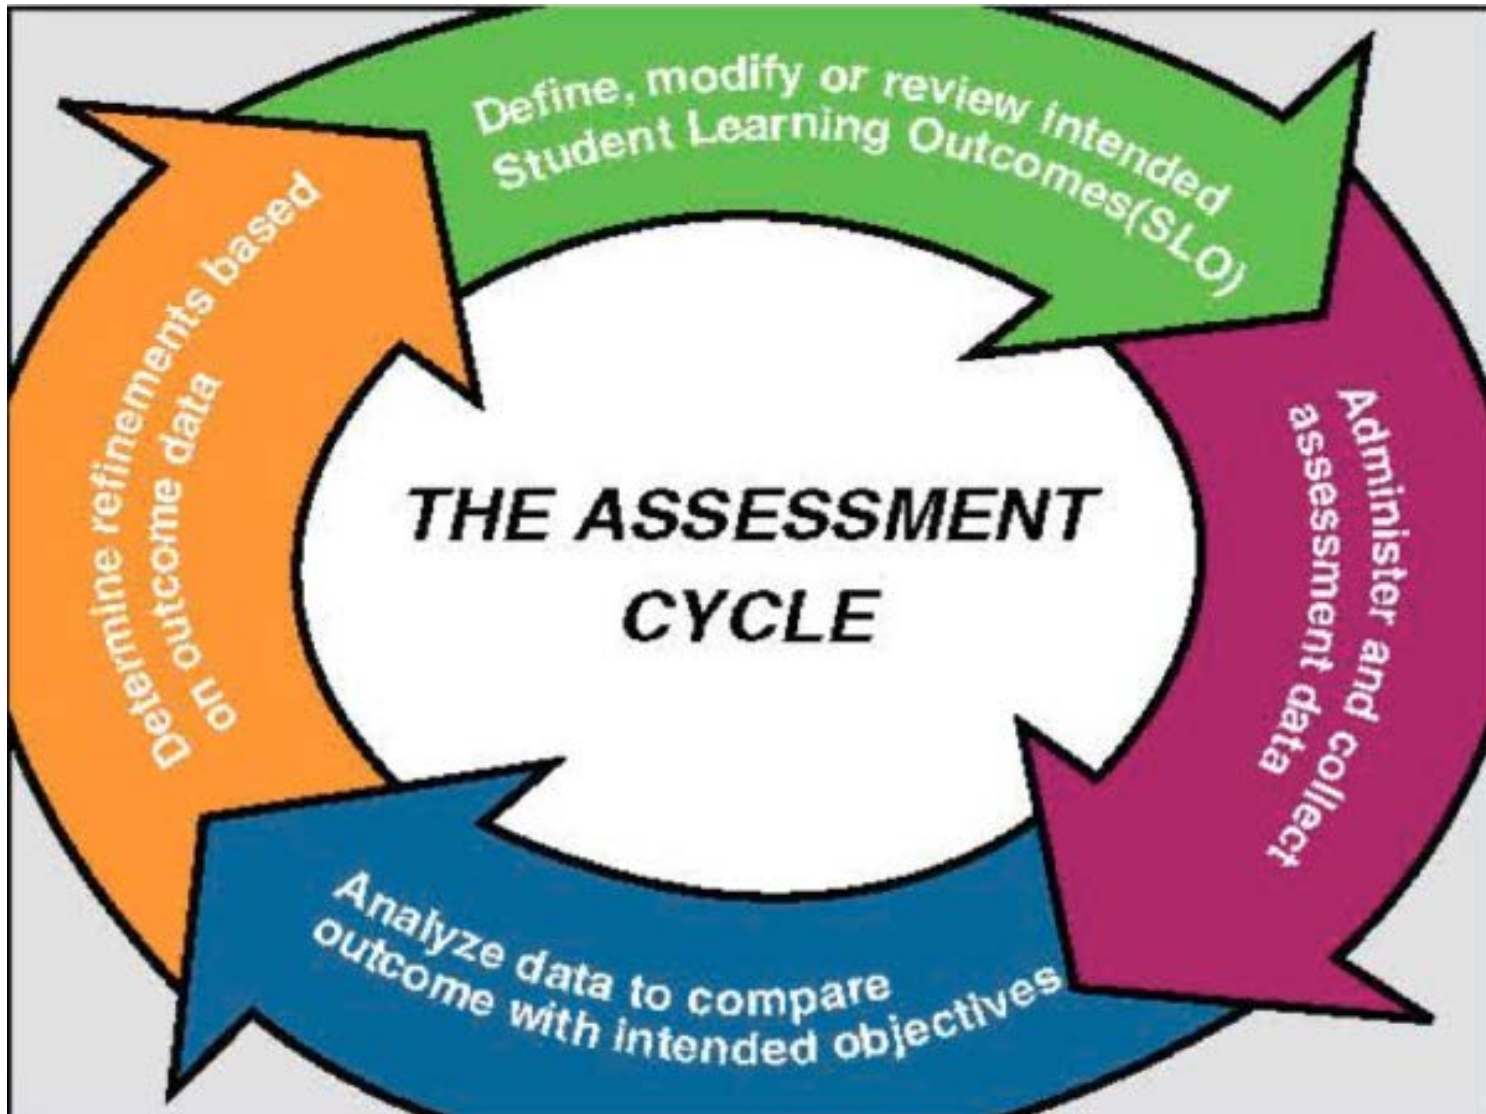 Define, modify or review intended
Student Learning Outcomes(SLO)
Administer and collect
assessment data
Analyze data to compare
outcome with intended objectives
Determine refinements based
on outcome data
THE ASSESSMENT
CYCLE